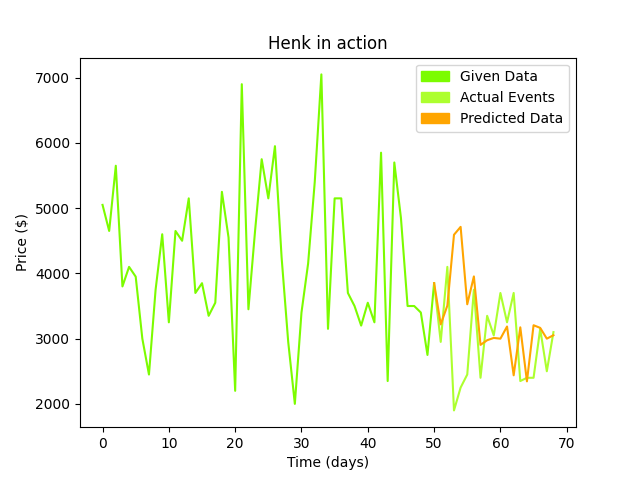 Henk in action
Given Data
Actual Events
Predicted Data
Price ($)
7000
6000
5000
4000
3000
2000
0 10 20 30 40 50 60 70
Time (days)